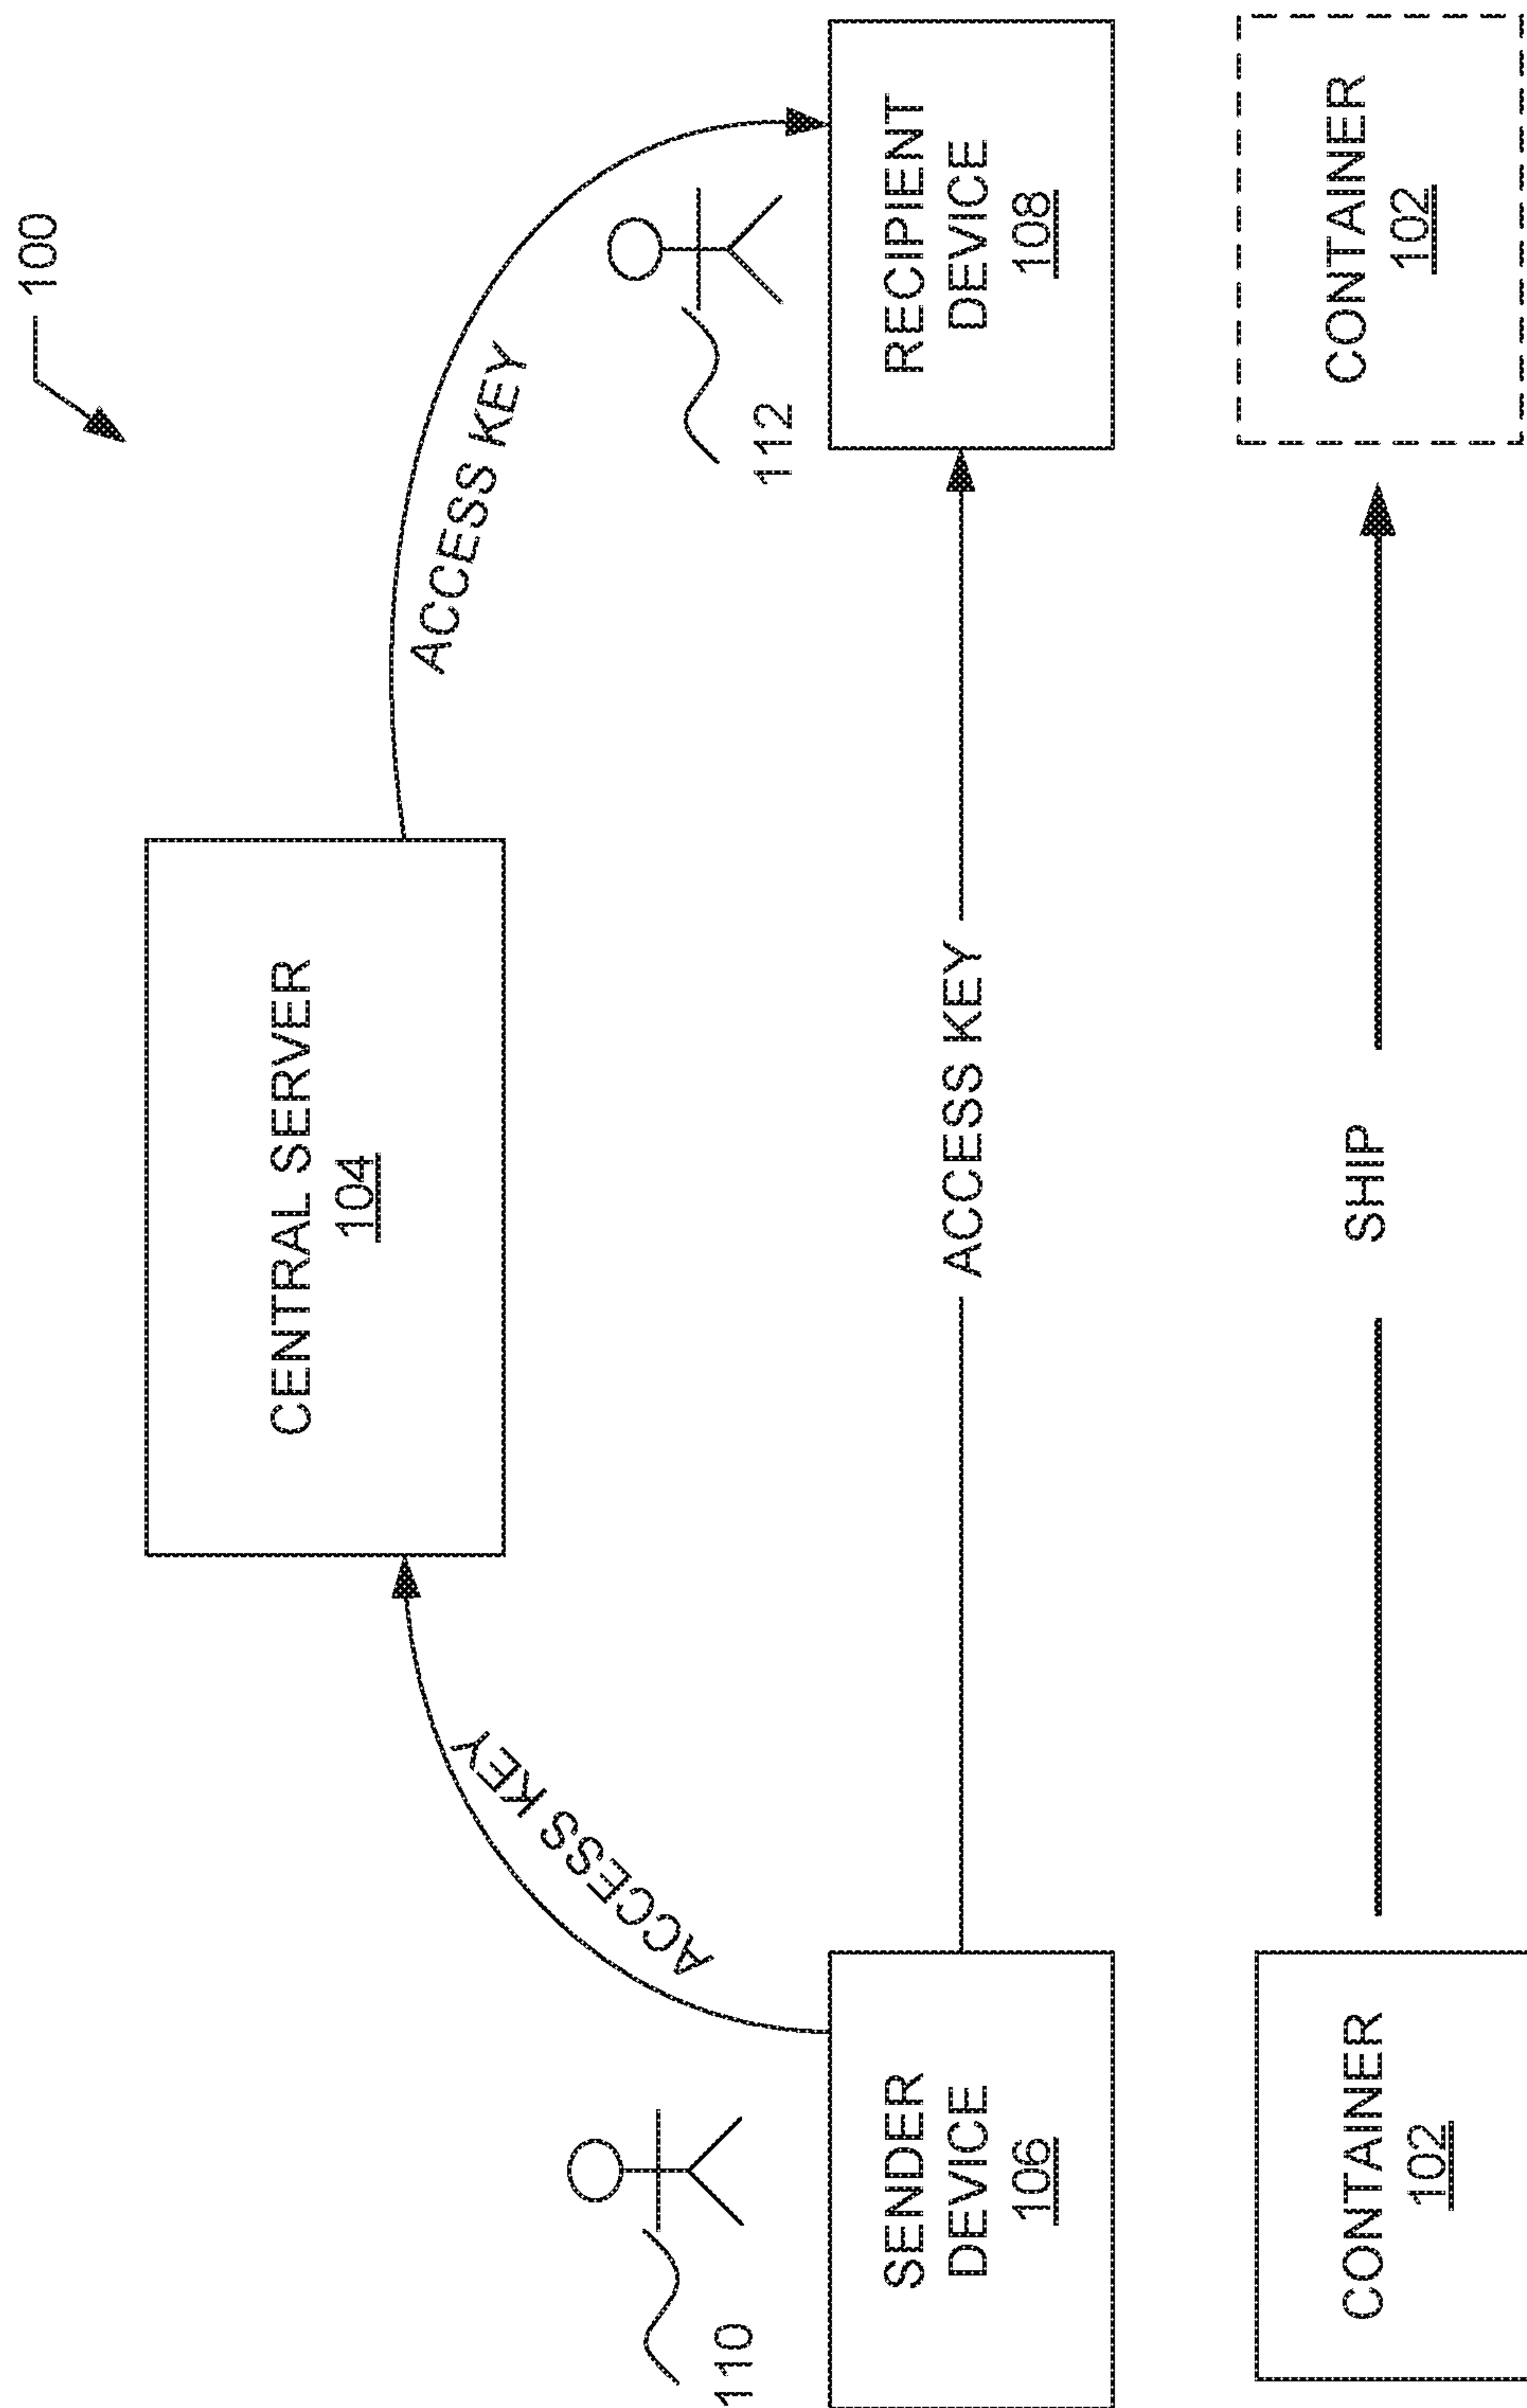 100
CENTRAL SERVER
104
ACCESS KEY
ACCESS KEY
110
112
SENDER
DEVICE
106
ACCESS KEY
RECIPIENT
DEVICE
108
CONTAINER
102
SHIP
CONTAINER
102